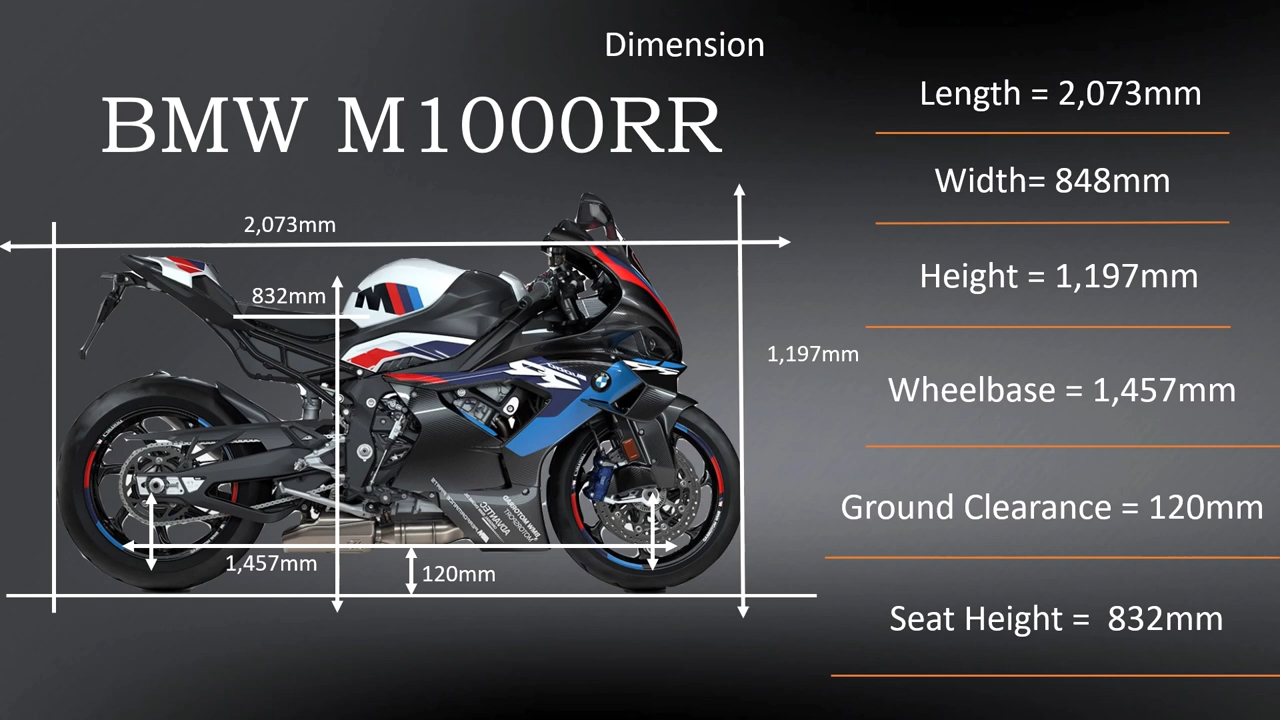 Dimension
BMW M1000RR
Length = 2,073mm
Width= 848mm
Height = 1,197mm
Wheelbase = 1,457mm
Ground Clearance = 120mm
Seat Height =  832mm
2,073mm
832mm
1,197mm
1,457mm
120mm
M